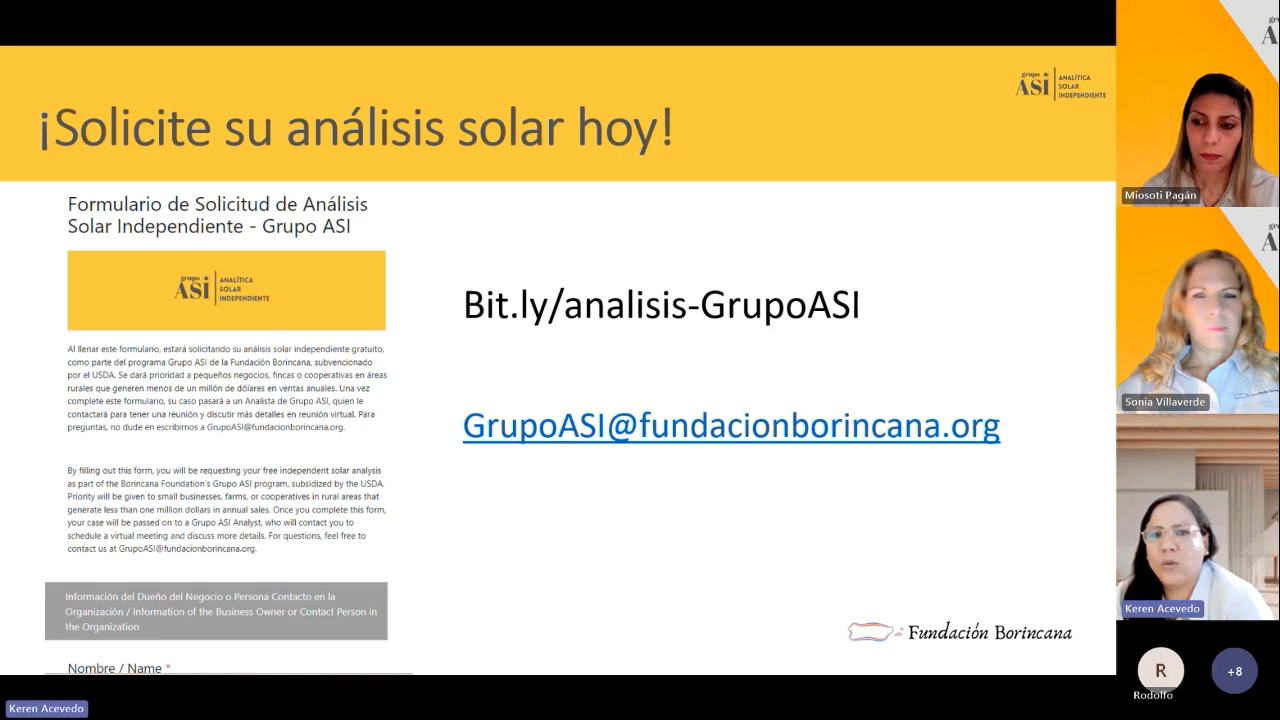 grupo
ASI
ANALÍTICA
SOLAR
INDEPENDIENTE
¡Solicite su análisis solar hoy!
Formulario de Solicitud de Análisis
Solar Independiente - Grupo ASI
grupo
ASI
ANALÍTICA
SOLAR
INDEPENDIENTE
Al llenar este formulario, estará solicitando su análisis solar independiente gratuito,
como parte del programa Grupo ASI de la Fundación Borincana, subvencionado
por el USDA. Se dará prioridad a pequeños negocios, fincas o cooperativas en áreas
rurales que generen menos de un millón de dólares en ventas anuales. Una vez
complete este formulario, su caso pasará a un Analista de Grupo ASI, quien le
contactará para tener una reunión y discutir más detalles en reunión virtual. Para
preguntas, no dude en escribirnos a GrupoASI@fundacionborincana.org.
By filling out this form, you will be requesting your free independent solar analysis
as part of the Borincana Foundation's Grupo ASI program, subsidized by the USDA.
Priority will be given to small businesses, farms, or cooperatives in rural areas that
generate less than one million dollars in annual sales. Once you complete this form,
your case will be passed on to a Grupo ASI Analyst, who will contact you to
schedule a virtual meeting and discuss more details. For questions, feel free to
contact us at GrupoASI@fundacionborincana.org.
Información del Dueño del Negocio o Persona Contacto en la
Organización / Information of the Business Owner or Contact Person in
the Organization
Nombre / Name *
Bit.ly/analisis-GrupoASI
GrupoASI@fundacionborincana.org
Fundación Borincana
Miosoti Pagán
Sonia Villaverde
Keren Acevedo
R
Rodolfo
+8
Keren Acevedo